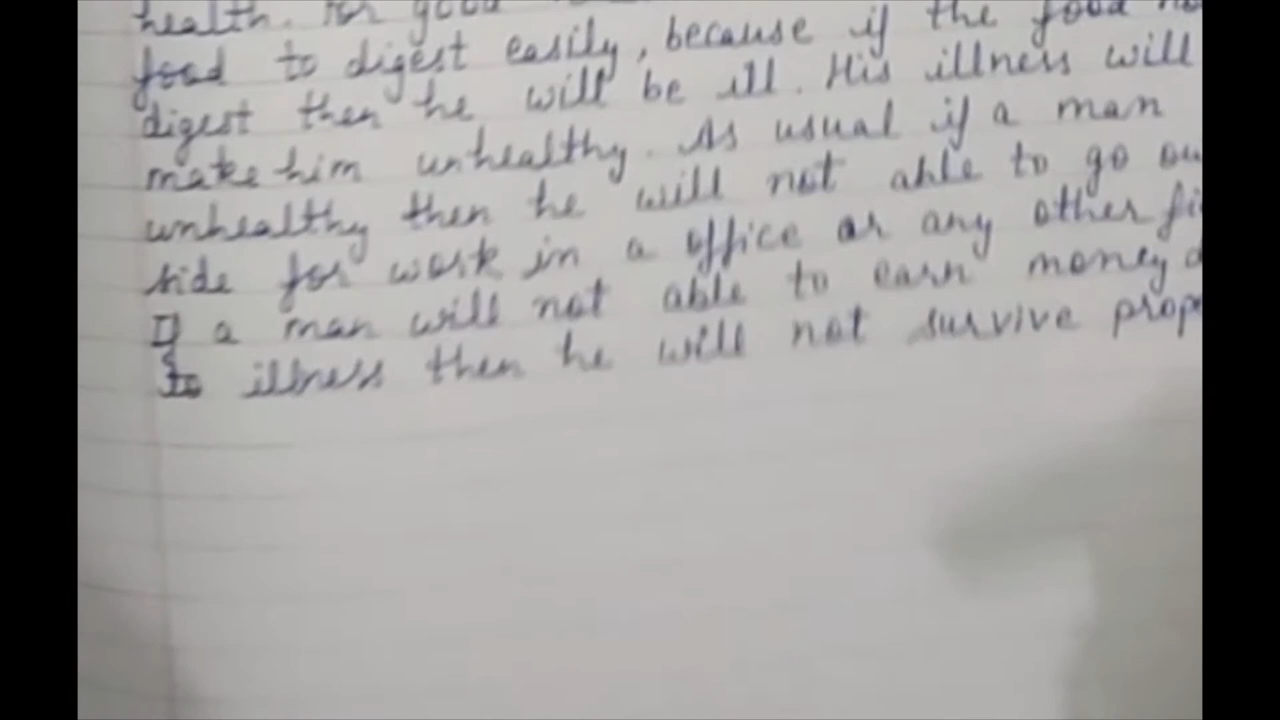 health. For good
food to digest easily, because if the food
digest then he will be ill. His illness will
make him unhealthy. As usual if a man
unhealthy then he will not able to go
side for work in a office or any other
If a man will not able to earn money
illness then he will not survive